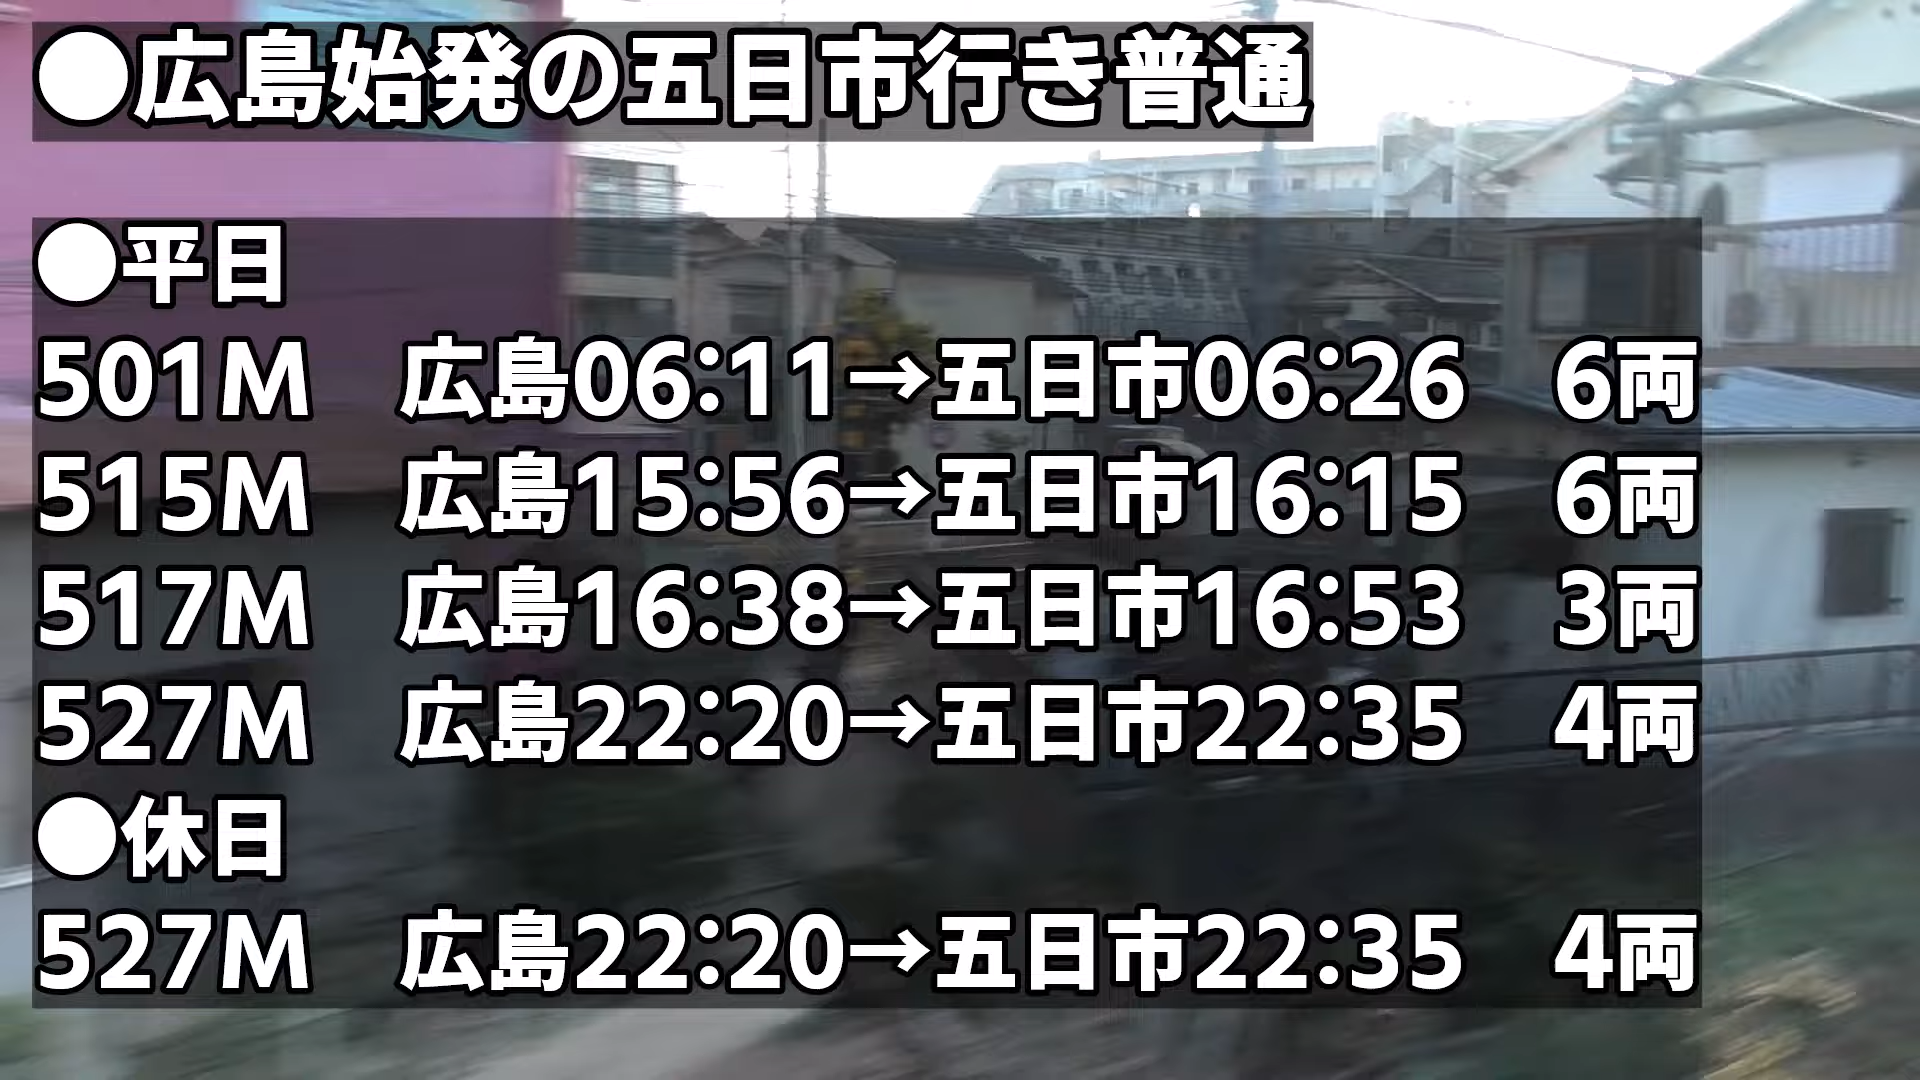 ●広島始発の五日市行き普通
●平日
501M　広島06:11→五日市06:26　6両
515M　広島15:56→五日市16:15　6両
517M　広島16:38→五日市16:53　3両
527M　広島22:20→五日市22:35　4両
●休日
527M　広島22:20→五日市22:35　4両